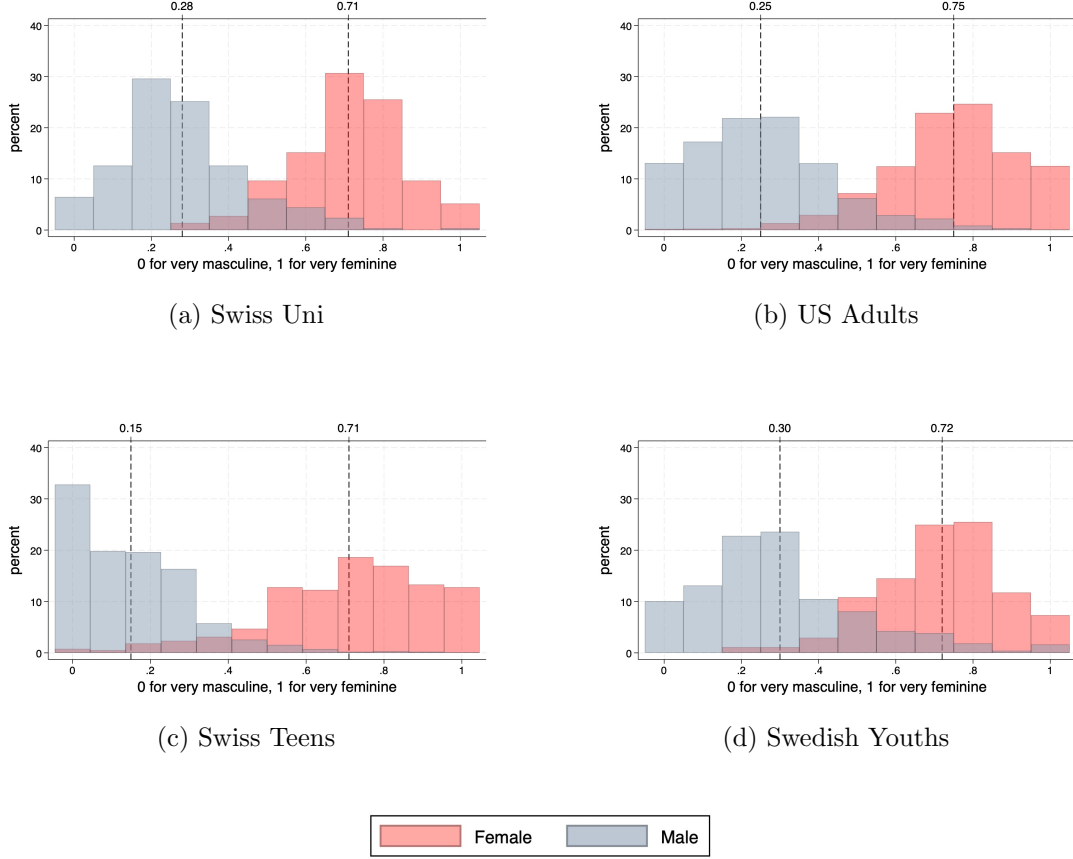 0.28 0.71
40
30
20
10
0
percent
0 .2 .4 .6 .8 1
0 for very masculine, 1 for very feminine
(a) Swiss Uni
0.25 0.75
40
30
20
10
0
percent
0 .2 .4 .6 .8 1
0 for very masculine, 1 for very feminine
(b) US Adults
0.15 0.71
40
30
20
10
0
percent
0 .2 .4 .6 .8 1
0 for very masculine, 1 for very feminine
(c) Swiss Teens
0.30 0.72
40
30
20
10
0
percent
0 .2 .4 .6 .8 1
0 for very masculine, 1 for very feminine
(d) Swedish Youths
Female Male